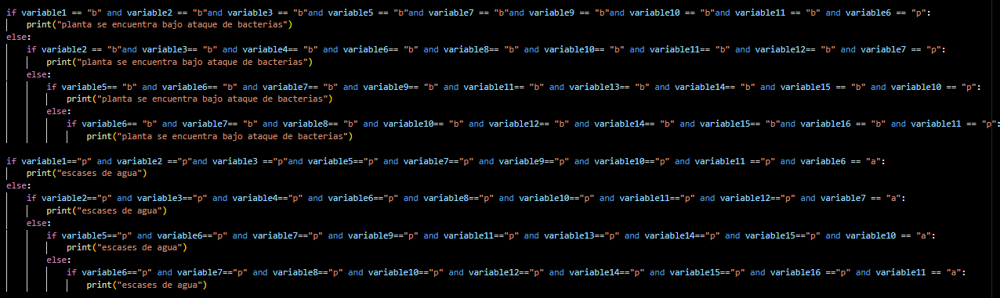 if variable1 == "b" and variable2 == "b"and variable3 == "b"and variable5 == "b"and variable7 == "b"and variable9 == "b"and variable10 == "b"and variable11 == "b" and variable6 == "p":
    print("planta se encuentra bajo ataque de bacterias")
else:
    if variable2 == "b"and variable3== "b" and variable4== "b" and variable6== "b" and variable8== "b" and variable10== "b" and variable11== "b" and variable12== "b" and variable7 == "p":
        print("planta se encuentra bajo ataque de bacterias")
    else:
        if variable5== "b" and variable6== "b" and variable7== "b" and variable9== "b" and variable11== "b" and variable13== "b" and variable14== "b" and variable15 == "b" and variable10 == "p":
            print("planta se encuentra bajo ataque de bacterias")
        else:
            if variable6== "b" and variable7== "b" and variable8== "b" and variable10== "b" and variable12== "b" and variable14== "b" and variable15== "b"and variable16 == "b" and variable11 == "p":
                print("planta se encuentra bajo ataque de bacterias")
if variable1=="p" and variable2 =="p"and variable3 =="p"and variable5=="p" and variable7=="p" and variable9=="p" and variable10=="p" and variable11 =="p" and variable6 == "a":
    print("escases de agua")
else:
    if variable2=="p" and variable3=="p" and variable4=="p" and variable6=="p" and variable8=="p" and variable10=="p" and variable11=="p" and variable12=="p" and variable7 == "a":
        print("escases de agua")
    else:
        if variable5=="p" and variable6=="p" and variable7=="p" and variable9=="p" and variable11=="p" and variable13=="p" and variable14=="p" and variable15=="p" and variable10 == "a":
            print("escases de agua")
        else:
            if variable6=="p" and variable7=="p" and variable8=="p" and variable10=="p" and variable12=="p" and variable14=="p" and variable15=="p" and variable16 =="p" and variable11 == "a":
                print("escases de agua")